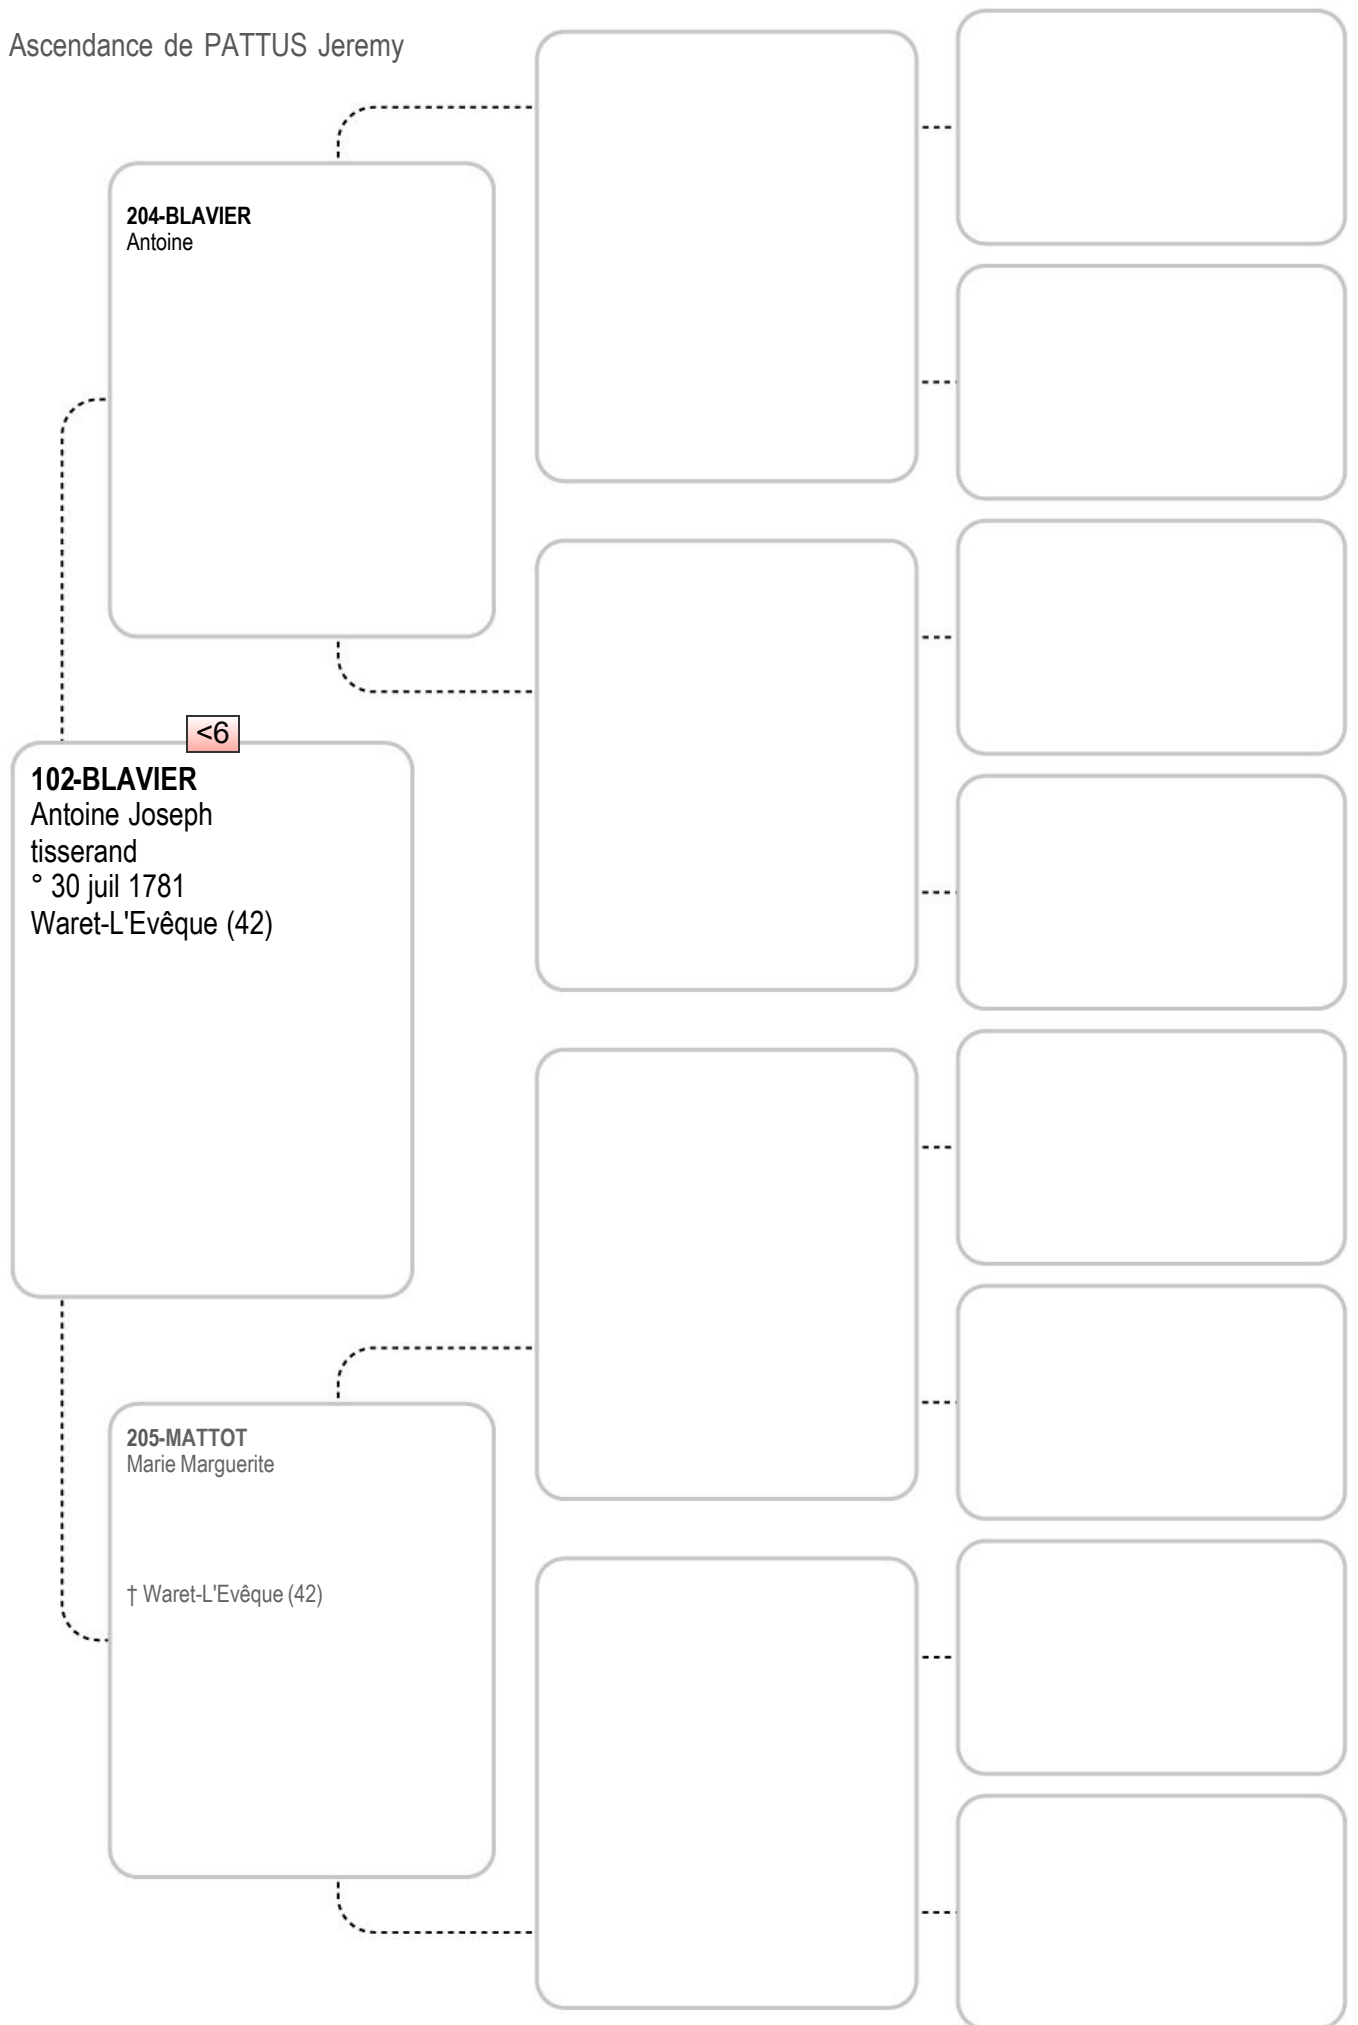 Ascendance de PATTUS Jeremy
204-BLAVIER
Antoine
<6
102-BLAVIER
Antoine Joseph
tisserand
° 30 juil 1781
Waret-L'Evêque (42)
205-MATTOT
Marie Marguerite
† Waret-L'Evêque (42)